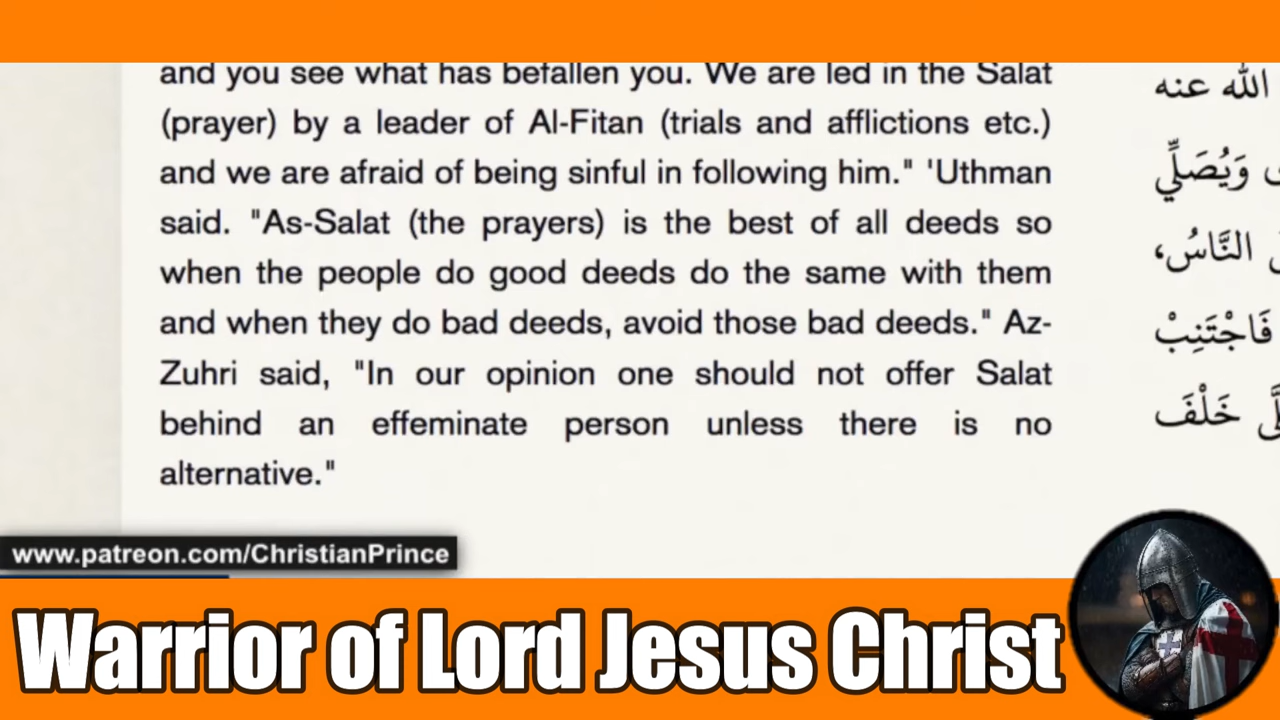 and you see what has befallen you. We are led in the Salat
(prayer) by a leader of Al-Fitan (trials and afflictions etc.)
and we are afraid of being sinful in following him." 'Uthman
said. "As-Salat (the prayers) is the best of all deeds so
when the people do good deeds do the same with them
and when they do bad deeds, avoid those bad deeds." Az-
Zuhri said, "In our opinion one should not offer Salat
behind an effeminate person unless there is no
alternative."
الله عنه
وَيُصَلِّي
النَّاسُ،
فَاجْتَنِبْ
خَلْفَ
www.patreon.com/ChristianPrince
Warrior of Lord Jesus Christ